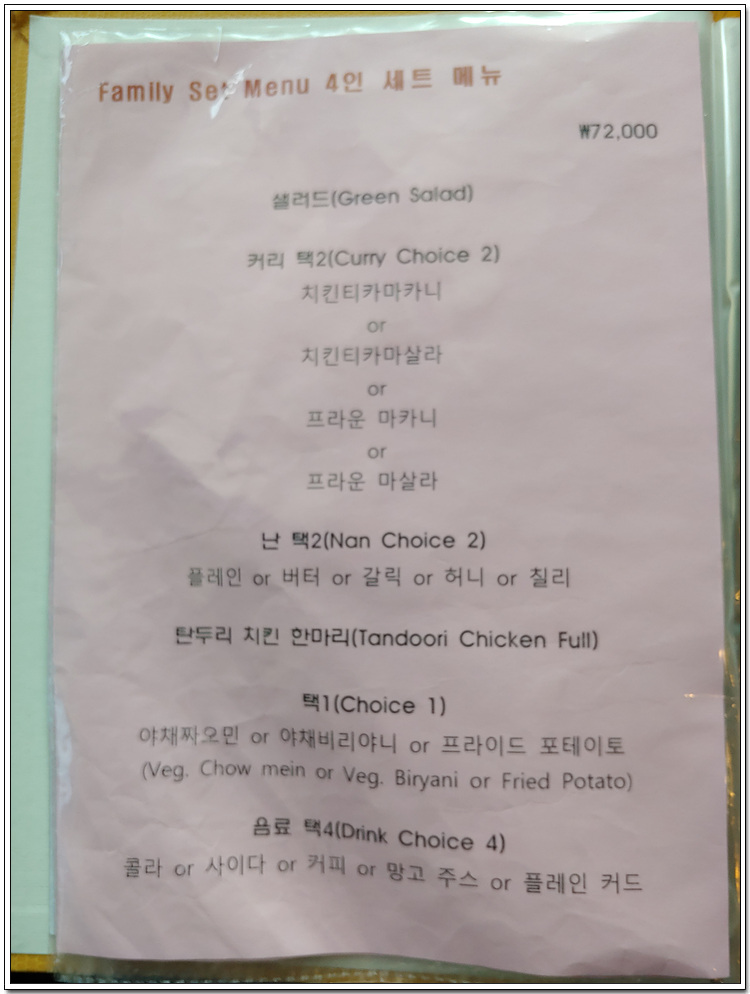 Family Set Menu 4인 세트 메뉴
₩72,000
샐러드(Green Salad)
커리 택2(Curry Choice 2)
치킨티카마카니
or
치킨티카마살라
or
프라운 마카니
or
프라운 마살라
난 택2(Nan Choice 2)
플레인 or 버터 or 갈릭 or 허니 or 칠리
탄두리 치킨 한마리(Tandoori Chicken Full)
택1(Choice 1)
야채짜오민 or 야채비리야니 or 프라이드 포테이토
(Veg. Chow mein or Veg. Biryani or Fried Potato)
음료 택4(Drink Choice 4)
콜라 or 사이다 or 커피 or 망고 주스 or 플레인 커드